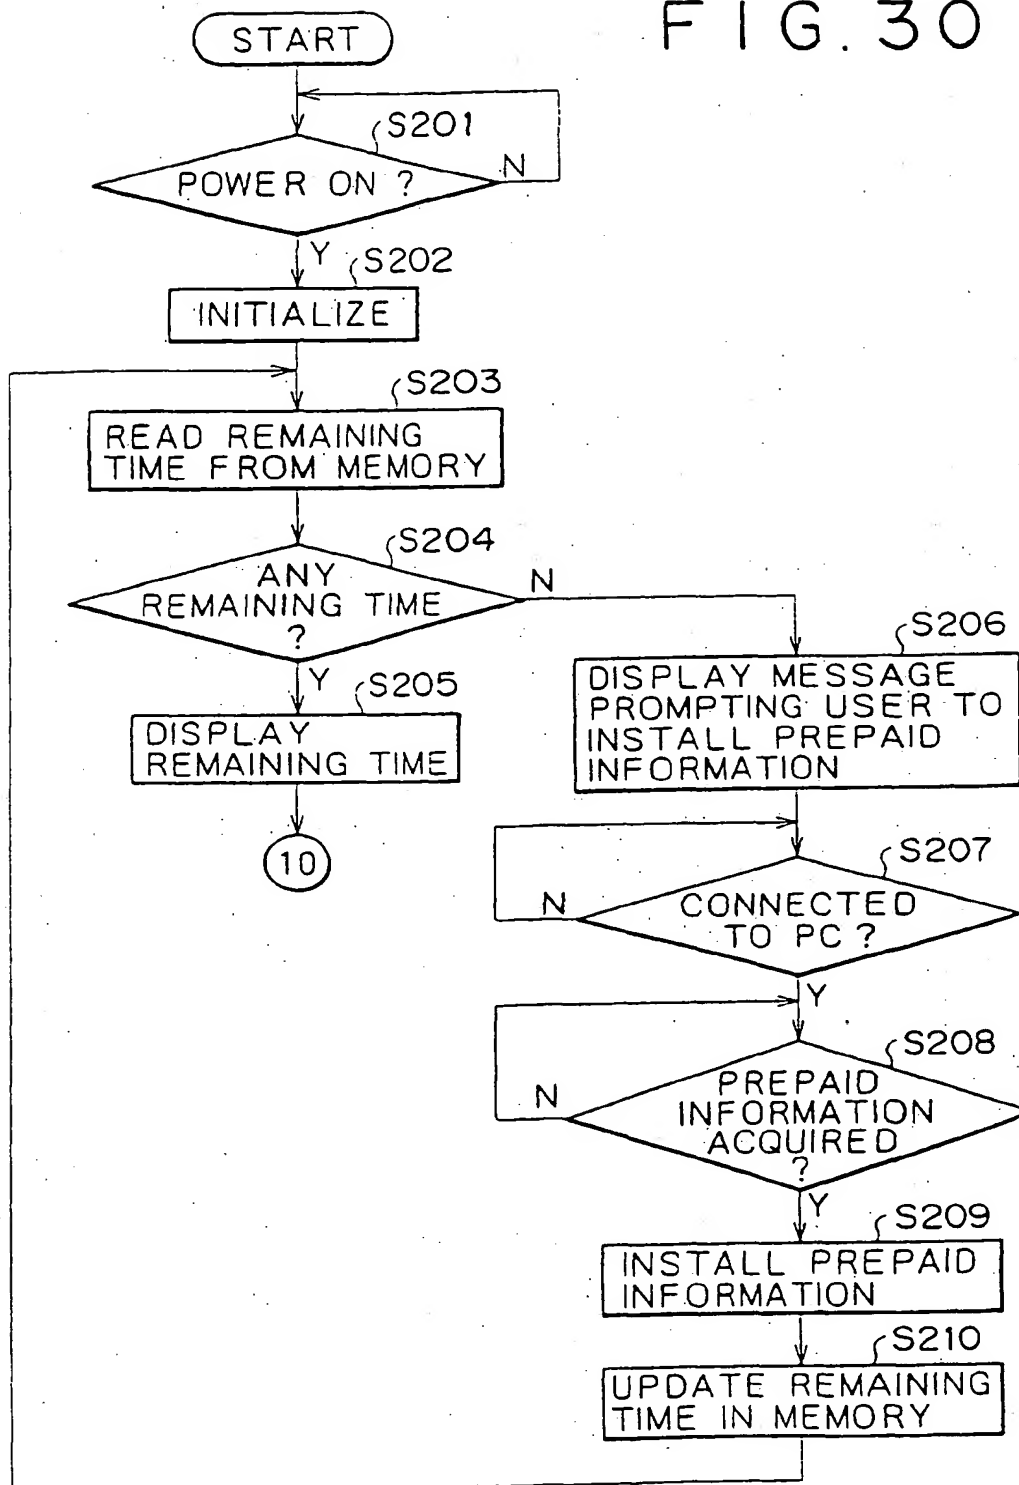 FIG. 30
START
S201
POWER ON ?
N
Y
S202
INITIALIZE
S203
READ REMAINING
TIME FROM MEMORY
S204
ANY
REMAINING TIME
?
N
Y
S205
DISPLAY
REMAINING TIME
10
S206
DISPLAY MESSAGE
PROMPTING USER TO
INSTALL PREPAID
INFORMATION
S207
CONNECTED
TO PC ?
N
Y
S208
PREPAID
INFORMATION
ACQUIRED
?
N
Y
S209
INSTALL PREPAID
INFORMATION
S210
UPDATE REMAINING
TIME IN MEMORY